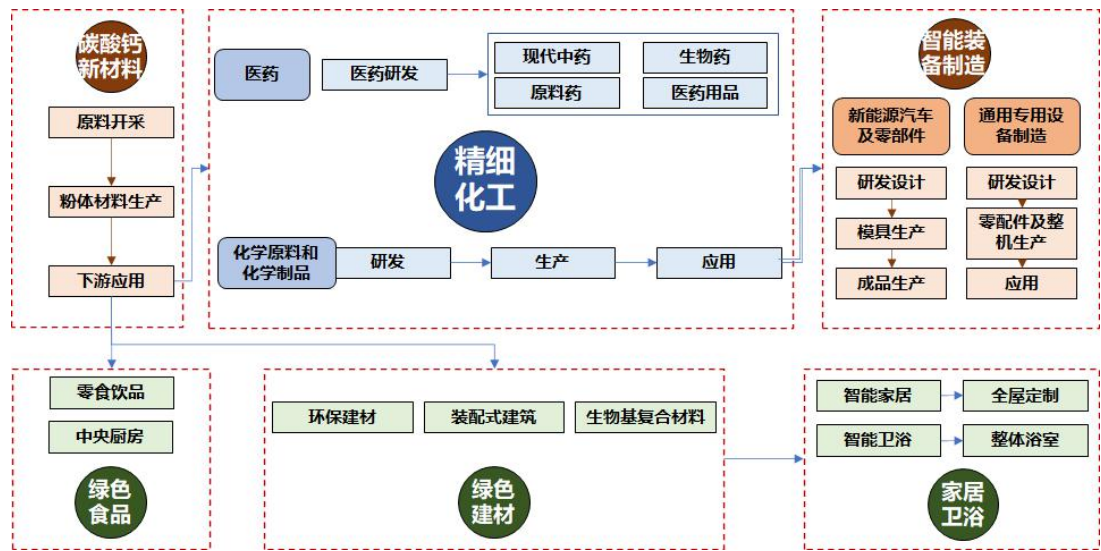 碳酸钙
新材料
原料开采
粉体材料生产
下游应用
医药
医药研发
现代中药
生物药
原料药
医药用品
精细
化工
化学原料和
化学制品
研发
生产
应用
智能装
备制造
新能源汽车
及零部件
通用专用设
备制造
研发设计
研发设计
模具生产
零配件及整
机生产
成品生产
应用
零食饮品
中央厨房
绿色
食品
环保建材
装配式建筑
生物基复合材料
绿色
建材
智能家居
全屋定制
智能卫浴
整体浴室
家居
卫浴